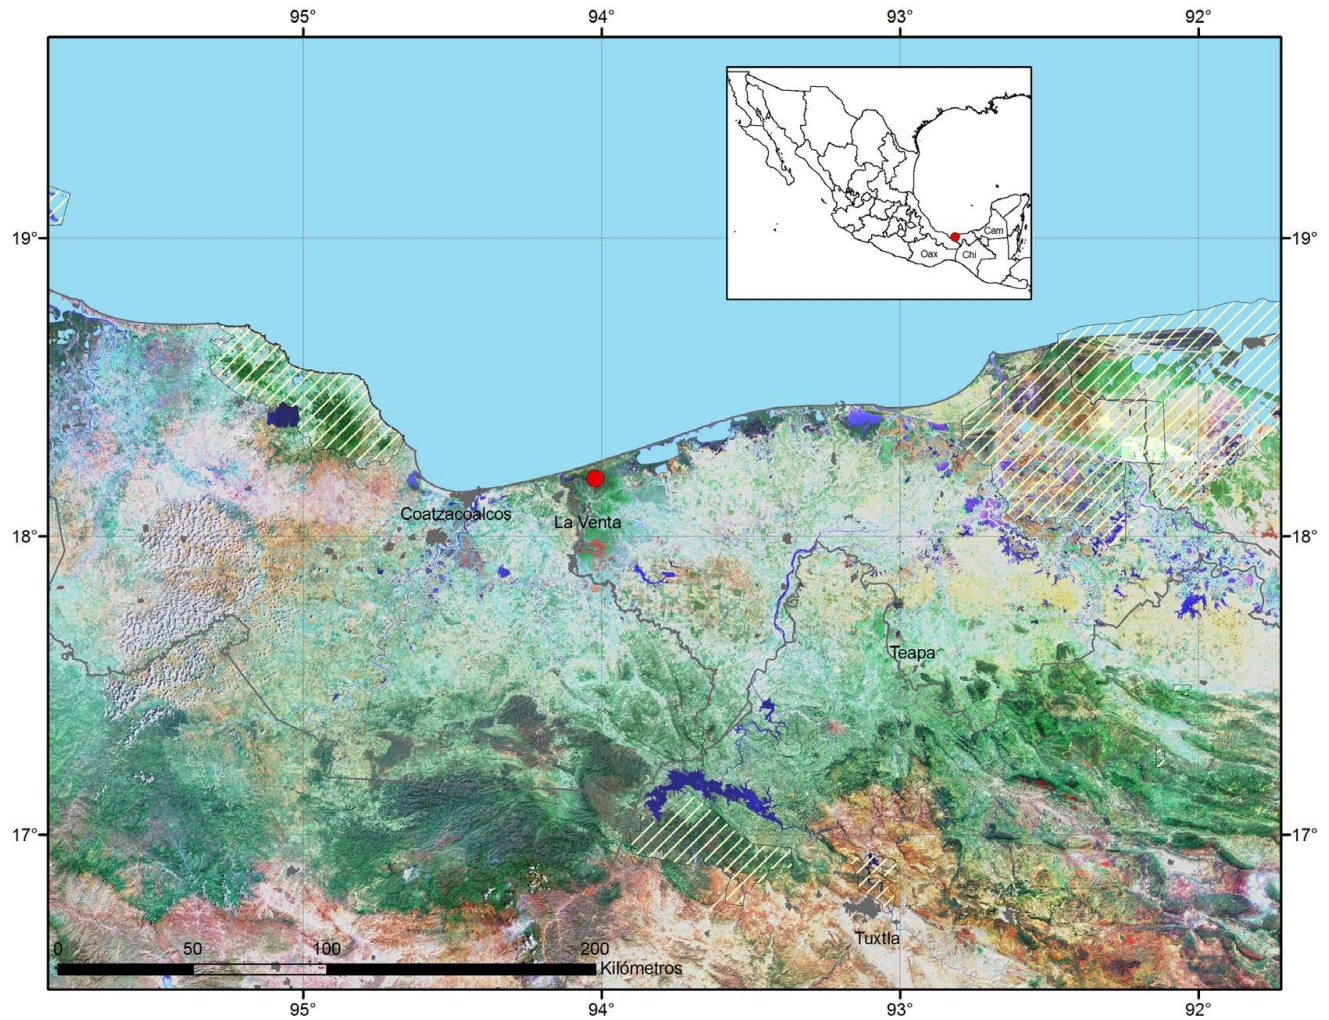 95° 94° 93° 92°
Cam
Oax Chi
19° 19°
Coatzacoalcos
La Venta
18° 18°
Teapa
17° 17°
Tuxtla
0 50 100 200
Kilómetros
95° 94° 93° 92°